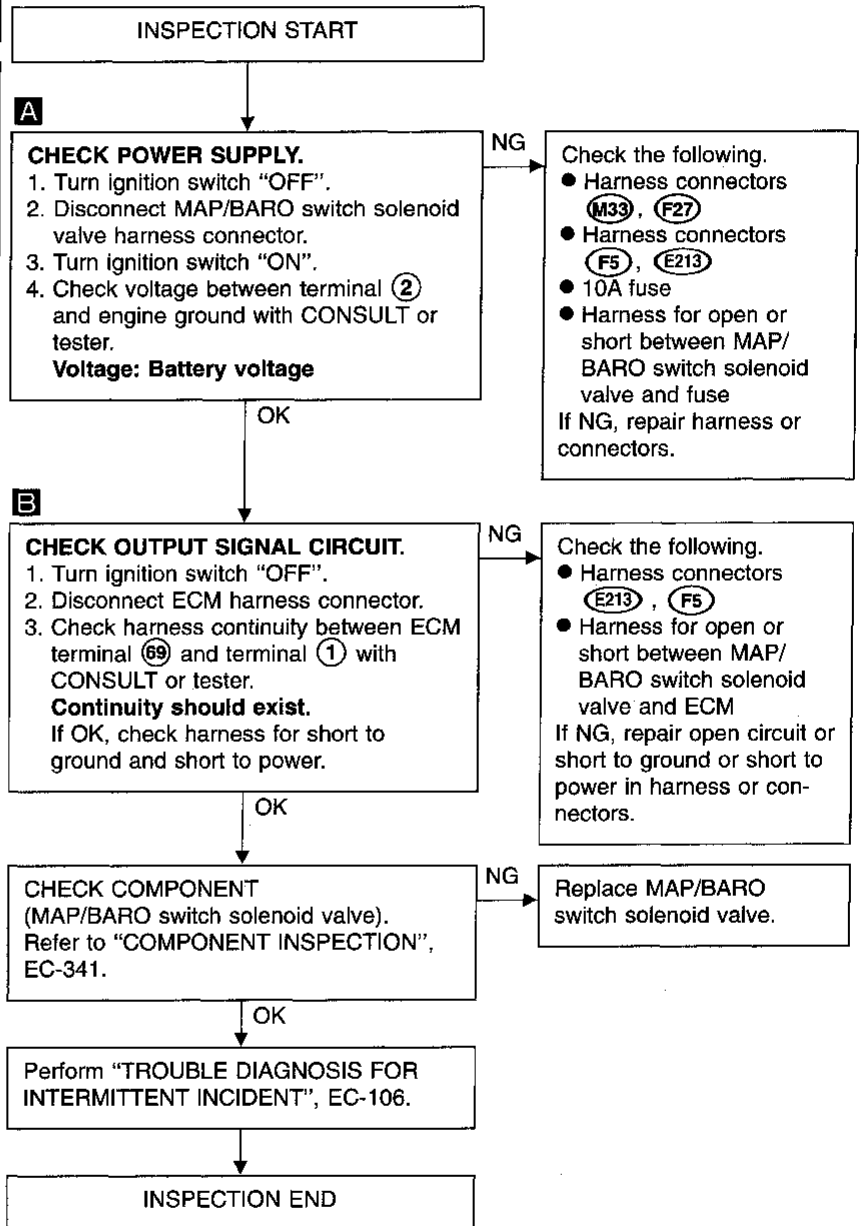 INSPECTION START
A
CHECK POWER SUPPLY.
1. Turn ignition switch “OFF”.
2. Disconnect MAP/BARO switch solenoid
valve harness connector.
3. Turn ignition switch “ON”.
4. Check voltage between terminal 2
and engine ground with CONSULT or
tester.
Voltage: Battery voltage
NG
Check the following.
● Harness connectors
M33, F27
● Harness connectors
F5, E213
● 10A fuse
● Harness for open or
short between MAP/
BARO switch solenoid
valve and fuse
If NG, repair harness or
connectors.
OK
B
CHECK OUTPUT SIGNAL CIRCUIT.
1. Turn ignition switch “OFF”.
2. Disconnect ECM harness connector.
3. Check harness continuity between ECM
terminal 69 and terminal 1 with
CONSULT or tester.
Continuity should exist.
If OK, check harness for short to
ground and short to power.
NG
Check the following.
● Harness connectors
E213, F5
● Harness for open or
short between MAP/
BARO switch solenoid
valve and ECM
If NG, repair open circuit or
short to ground or short to
power in harness or con-
nectors.
OK
CHECK COMPONENT
(MAP/BARO switch solenoid valve).
Refer to “COMPONENT INSPECTION”,
EC-341.
NG
Replace MAP/BARO
switch solenoid valve.
OK
Perform “TROUBLE DIAGNOSIS FOR
INTERMITTENT INCIDENT”, EC-106.
INSPECTION END